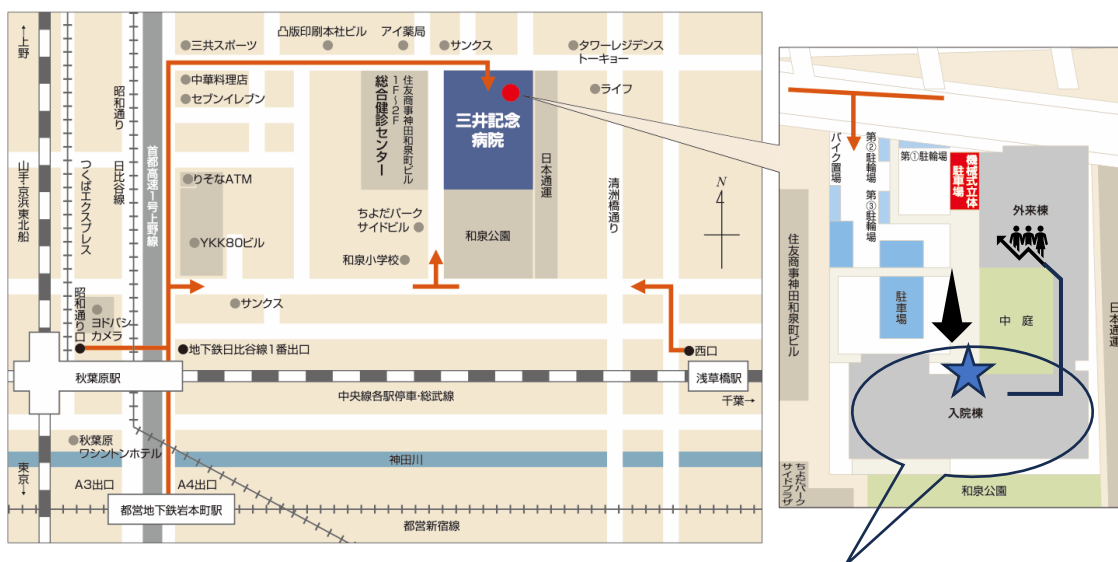 ←上野
三共スポーツ
凸版印刷本社ビル
アイ薬局
サンクス
タワーレジデンス
トーキョー
中華料理店
セブンイレブン
昭和通り
住友商事神田和泉町ビル
1F～2F
総合健診センター
三井記念
病院
ライフ
日本通運
清洲橋通り
山手・京浜東北船
つくばエクスプレス
日比谷線
首都高速1号上野線
りそなATM
YKK80ビル
ちよだパーク
サイドビル
和泉小学校
和泉公園
N
サンクス
昭和通り口
ヨドバシ
カメラ
地下鉄日比谷線1番出口
西口
秋葉原駅
浅草橋駅
中央線各駅停車・総武線
千葉→
秋葉原
ワシントンホテル
神田川
東京→
A3出口
A4出口
都営地下鉄岩本町駅
都営新宿線
バイク置場
第②駐輪場
第③駐輪場
第①駐輪場
機械式立体
駐車場
外来棟
住友商事神田和泉町ビル
駐車場
中庭
日本通運
入院棟
ちよだパーク
サイドプラザ
和泉公園